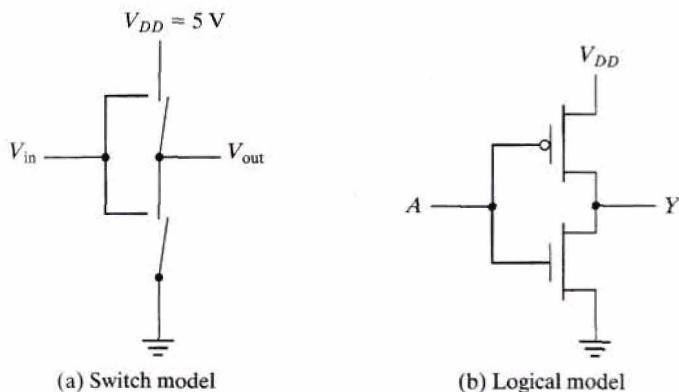 V_DD = 5 V
V_in
V_out
(a) Switch model
V_DD
A
Y
(b) Logical model